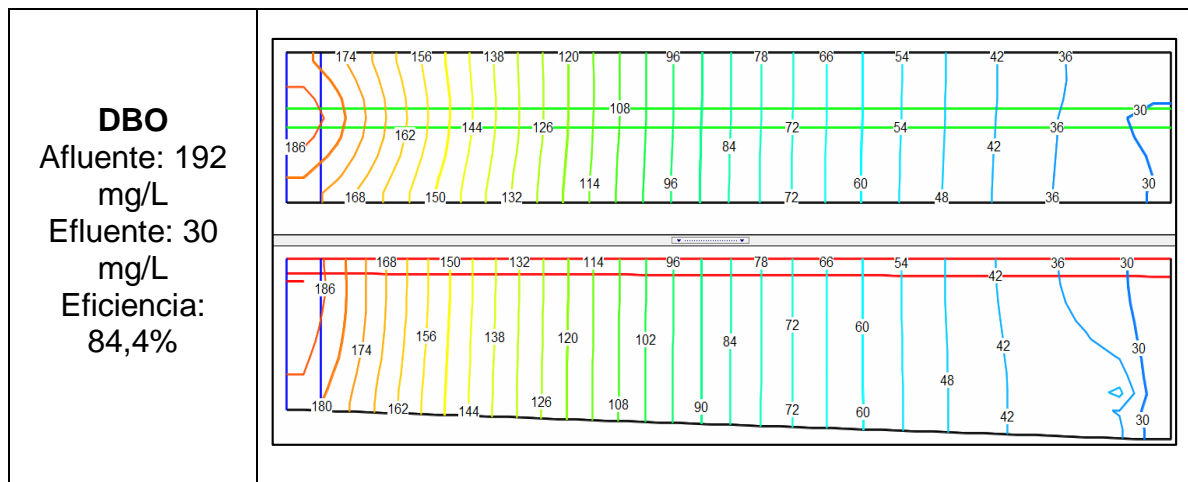 DBO
Afluente: 192
mg/L
Efluente: 30
mg/L
Eficiencia:
84,4%
174 156 138 120 96 78 66 54 42 36
108 30
186 162 144 126 72 54 36
84 42
168 150 132 114 96 72 60 48 36 30
168 150 132 114 96 78 66 54 42 36 30
186
174 156 138 120 102 84 72 60 42 30
48
180 162 144 126 108 90 72 60 42 30